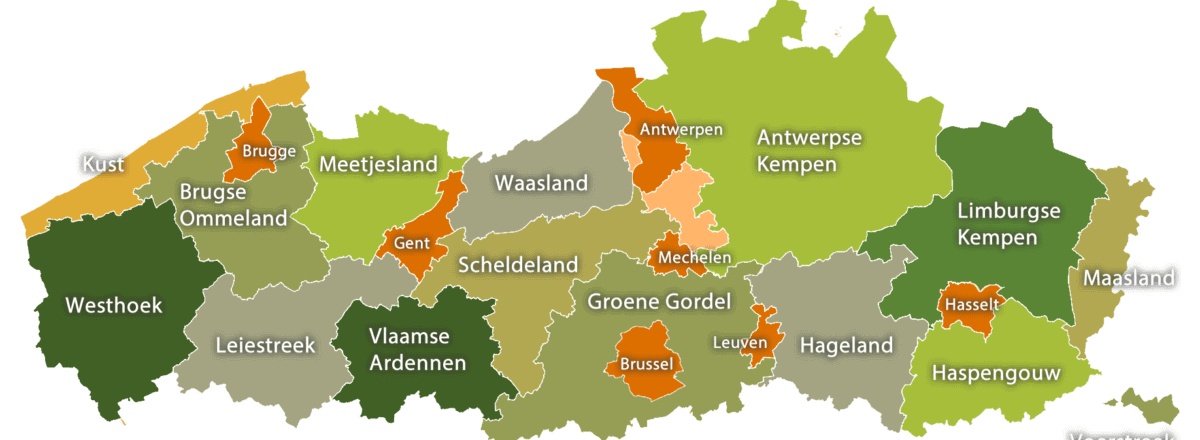 Kust
Brugge
Brugse
Ommeland
Meetjesland
Gent
Waasland
Antwerpen
Antwerpse
Kempen
Scheldeland
Mechelen
Limburgse
Kempen
Maasland
Westhoek
Leiestreek
Vlaamse
Ardennen
Groene Gordel
Brussel
Leuven
Hageland
Hasselt
Haspengouw